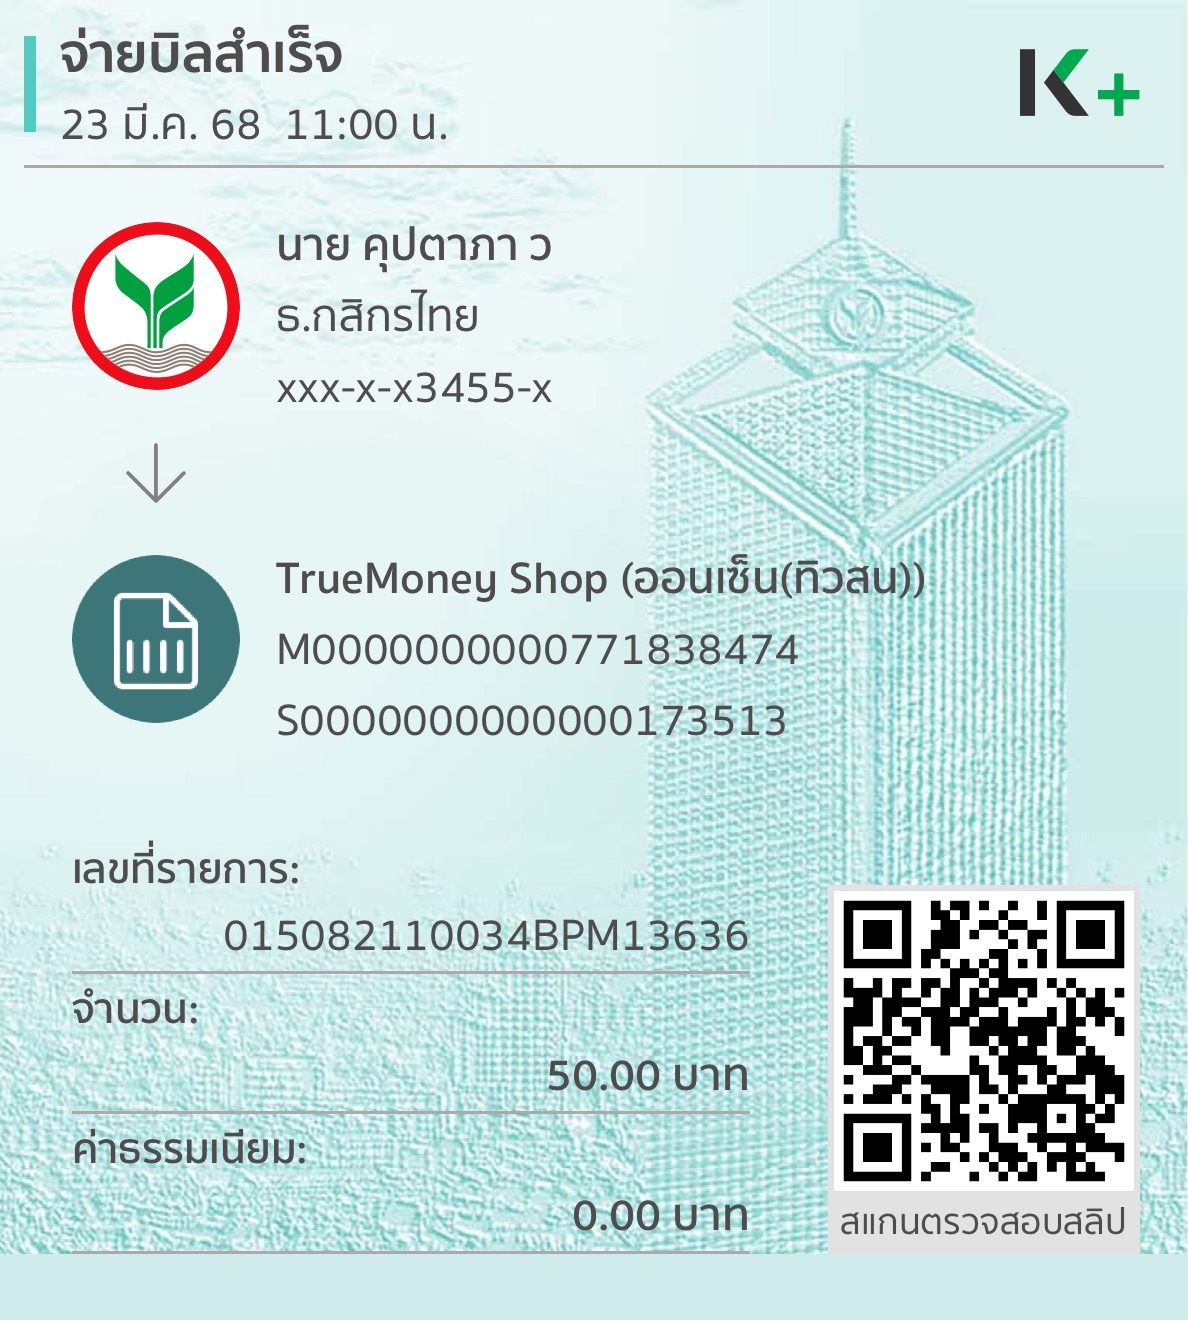 จ่ายบิลสำเร็จ
23 มี.ค. 68 11:00 น.
K+
นาย คุปตาภา ว
ธ.กสิกรไทย
xxx-x-x3455-x
TrueMoney Shop (ออนเซ็น(ทิวสน))
M0000000000771838474
S0000000000000173513
เลขที่รายการ:
015082110034BPM13636
จำนวน:
50.00 บาท
ค่าธรรมเนียม:
0.00 บาท
สแกนตรวจสอบสลิป